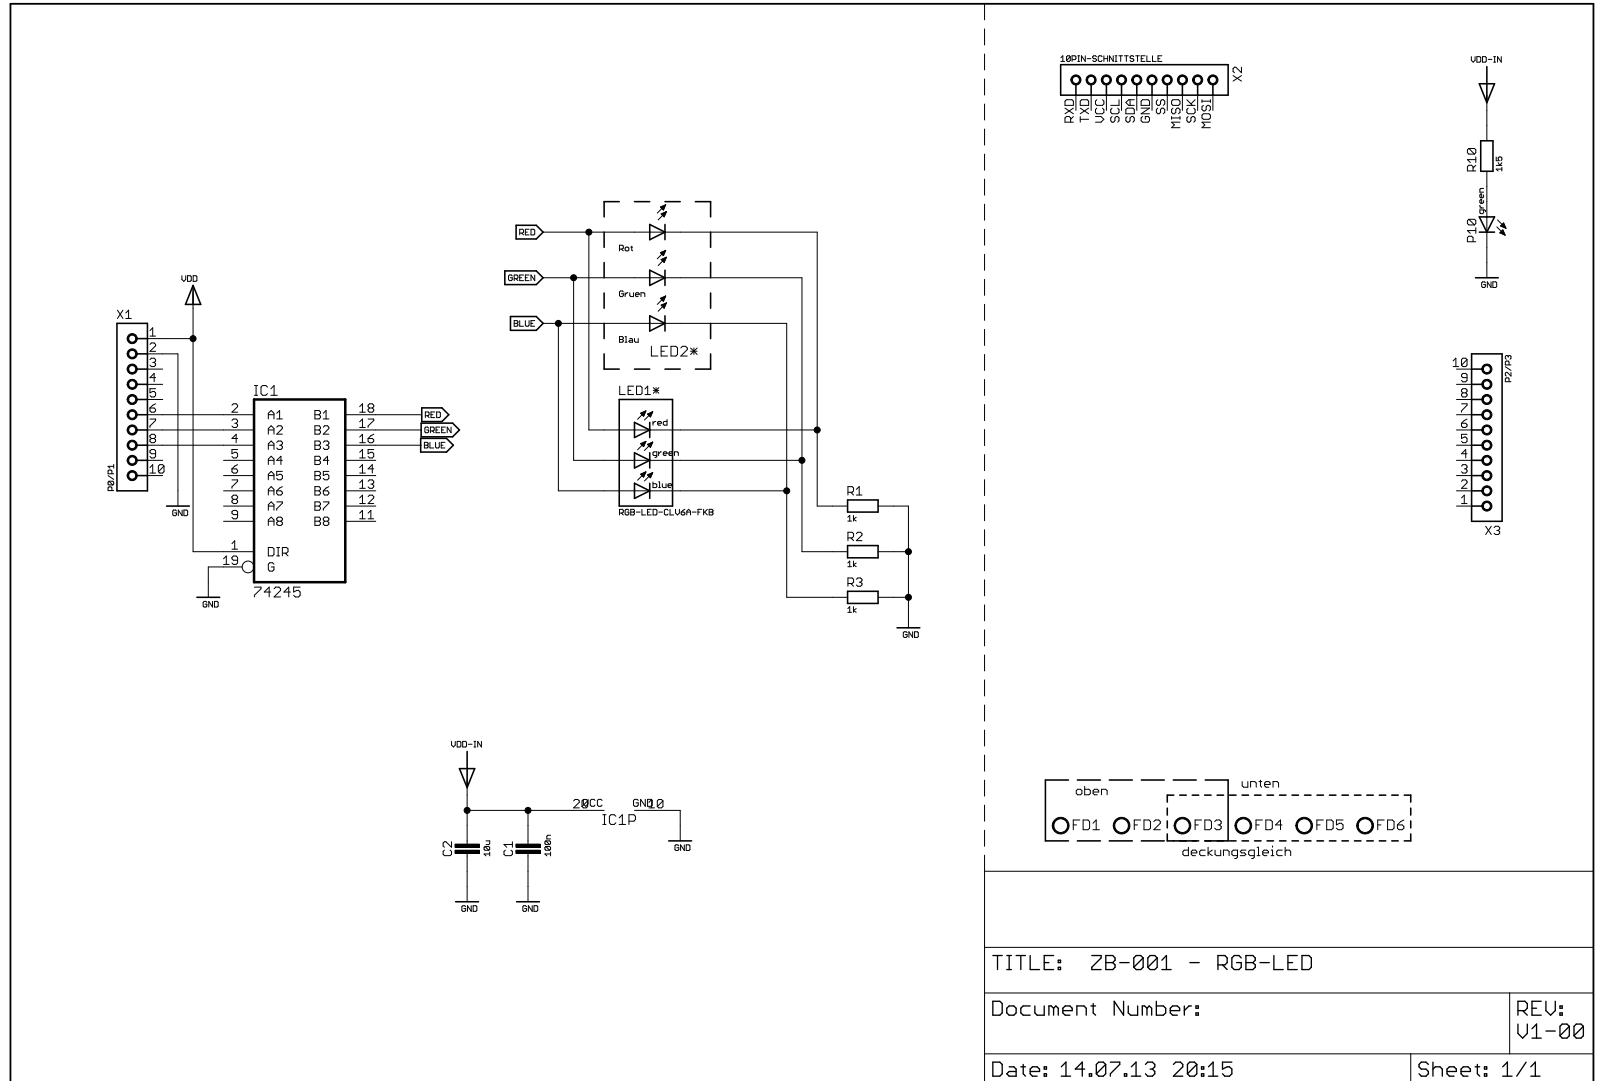 10PIN-SCHNITTSTELLE
X2
RXD
TXD
VCC
SCL
SDA
GND
SS
MISO
SCK
MOSI
VDD-IN
R10
1k5
green
P10
GND
RED
Rot
GREEN
Gruen
BLUE
Blau
LED2*
VDD
X1
1
2
3
4
5
6
7
8
9
10
P0/P1
GND
IC1
2 A1 B1 18
3 A2 B2 17
4 A3 B3 16
5 A4 B4 15
6 A5 B5 14
7 A6 B6 13
8 A7 B7 12
9 A8 B8 11
1 DIR
19 G
74245
GND
RED
GREEN
BLUE
LED1*
red
green
blue
RGB-LED-CLV6A-FKB
R1
1k
R2
1k
R3
1k
GND
P2/P3
10
9
8
7
6
5
4
3
2
1
X3
VDD-IN
20 VCC GND 10
IC1P
C2
10u
C1
100n
GND
GND
GND
oben
unten
FD1 FD2 FD3 FD4 FD5 FD6
deckungsgleich
TITLE: ZB-001 - RGB-LED
Document Number:
REV:
V1-00
Date: 14.07.13 20:15
Sheet: 1/1